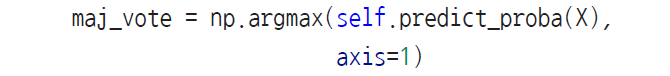 maj_vote = np.argmax(self.predict_proba(X),
axis=1)